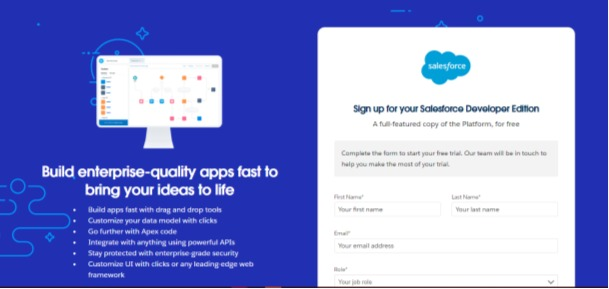 salesforce
Sign up for your Salesforce Developer Edition
A full-featured copy of the Platform, for free
Complete the form to start your free trial. Our team will be in touch to
help you make the most of your trial.
First Name*
Last Name*
Your first name
Your last name
Email*
Your email address
Role*
Your job role
Build enterprise-quality apps fast to
bring your ideas to life
Build apps fast with drag and drop tools
Customize your data model with clicks
Go further with Apex code
Integrate with anything using powerful APIs
Stay protected with enterprise-grade security
Customize UI with clicks or any leading-edge web
framework